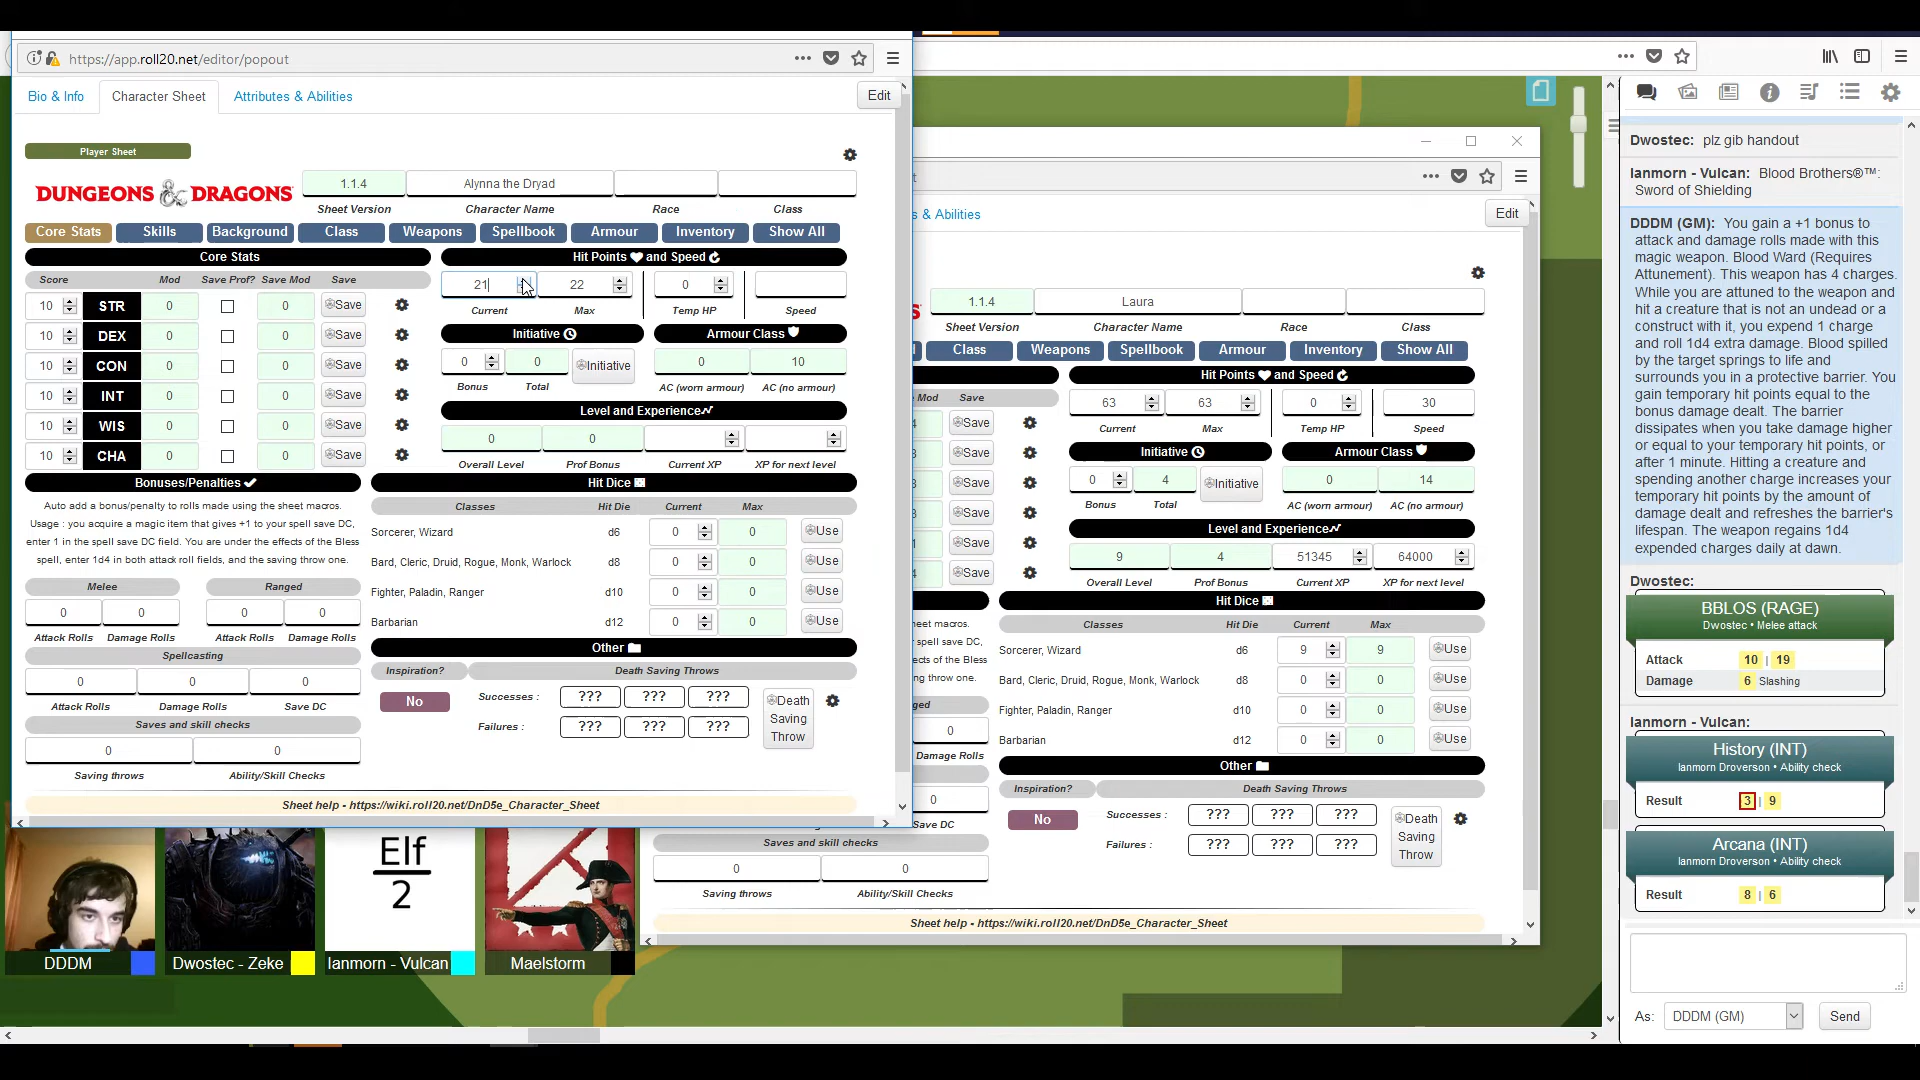 https://app.roll20.net/editor/popout
Bio & Info
Character Sheet
Attributes & Abilities
Edit
Player Sheet
DUNGEONS & DRAGONS
1.1.4
Alynna the Dryad
Sheet Version
Character Name
Race
Class
Core Stats
Skills
Background
Class
Weapons
Spellbook
Armour
Inventory
Show All
Core Stats
Score
Mod
Save Prof?
Save Mod
Save
10 STR 0 0 Save
10 DEX 0 0 Save
10 CON 0 0 Save
10 INT 0 0 Save
10 WIS 0 0 Save
10 CHA 0 0 Save
Hit Points and Speed
21
22
0
Current
Max
Temp HP
Speed
Initiative
Armour Class
0
0
Initiative
0
10
Bonus
Total
AC (worn armour)
AC (no armour)
Level and Experience
0
0
Overall Level
Prof Bonus
Current XP
XP for next level
Bonuses/Penalties
Auto add a bonus/penalty to rolls made using the sheet macros.
Usage : you acquire a magic item that gives +1 to your spell save DC,
enter 1 in the spell save DC field. You are under the effects of the Bless
spell, enter 1d4 in both attack roll fields, and the saving throw one.
Melee
Ranged
0
0
0
0
Attack Rolls
Damage Rolls
Attack Rolls
Damage Rolls
Spellcasting
0
0
0
Attack Rolls
Damage Rolls
Save DC
Saves and skill checks
0
0
Saving throws
Ability/Skill Checks
Hit Dice
Classes
Hit Die
Current
Max
Sorcerer, Wizard d6 0 0 Use
Bard, Cleric, Druid, Rogue, Monk, Warlock d8 0 0 Use
Fighter, Paladin, Ranger d10 0 0 Use
Barbarian d12 0 0 Use
Other
Inspiration?
Death Saving Throws
No
Successes :
???
???
???
Failures :
???
???
???
Death
Saving
Throw
Sheet help - https://wiki.roll20.net/DnD5e_Character_Sheet
s & Abilities
Edit
1.1.4
Laura
Sheet Version
Character Name
Race
Class
Class
Weapons
Spellbook
Armour
Inventory
Show All
Hit Points and Speed
e Mod
Save
4 Save
3 Save
3 Save
3 Save
1 Save
4 Save
63
63
0
30
Current
Max
Temp HP
Speed
Initiative
Armour Class
0
4
Initiative
0
14
Bonus
Total
AC (worn armour)
AC (no armour)
Level and Experience
9
4
51345
64000
Overall Level
Prof Bonus
Current XP
XP for next level
Hit Dice
heet macros.
r spell save DC,
ects of the Bless
g throw one.
Classes
Hit Die
Current
Max
Sorcerer, Wizard d6 9 9 Use
Bard, Cleric, Druid, Rogue, Monk, Warlock d8 0 0 Use
Fighter, Paladin, Ranger d10 0 0 Use
Barbarian d12 0 0 Use
ged
0
Damage Rolls
0
Save DC
Other
Inspiration?
Death Saving Throws
No
Successes :
???
???
???
Failures :
???
???
???
Death
Saving
Throw
Saves and skill checks
0
0
Saving throws
Ability/Skill Checks
Sheet help - https://wiki.roll20.net/DnD5e_Character_Sheet
Elf
2
DDDM
Dwostec - Zeke
Ianmorn - Vulcan
Maelstorm
Dwostec: plz gib handout
Ianmorn - Vulcan: Blood Brothers®™:
Sword of Shielding
DDDM (GM): You gain a +1 bonus to
attack and damage rolls made with this
magic weapon. Blood Ward (Requires
Attunement). This weapon has 4 charges.
While you are attuned to the weapon and
hit a creature that is not an undead or a
construct with it, you expend 1 charge
and roll 1d4 extra damage. Blood spilled
by the target springs to life and
surrounds you in a protective barrier. You
gain temporary hit points equal to the
bonus damage dealt. The barrier
dissipates when you take damage higher
or equal to your temporary hit points, or
after 1 minute. Hitting a creature and
spending another charge increases your
temporary hit points by the amount of
damage dealt and refreshes the barrier's
lifespan. The weapon regains 1d4
expended charges daily at dawn.
Dwostec:
BBLOS (RAGE)
Dwostec • Melee attack
Attack 10 | 19
Damage 6 Slashing
Ianmorn - Vulcan:
History (INT)
Ianmorn Droverson • Ability check
Result 3 | 9
Arcana (INT)
Ianmorn Droverson • Ability check
Result 8 | 6
As:
DDDM (GM)
Send